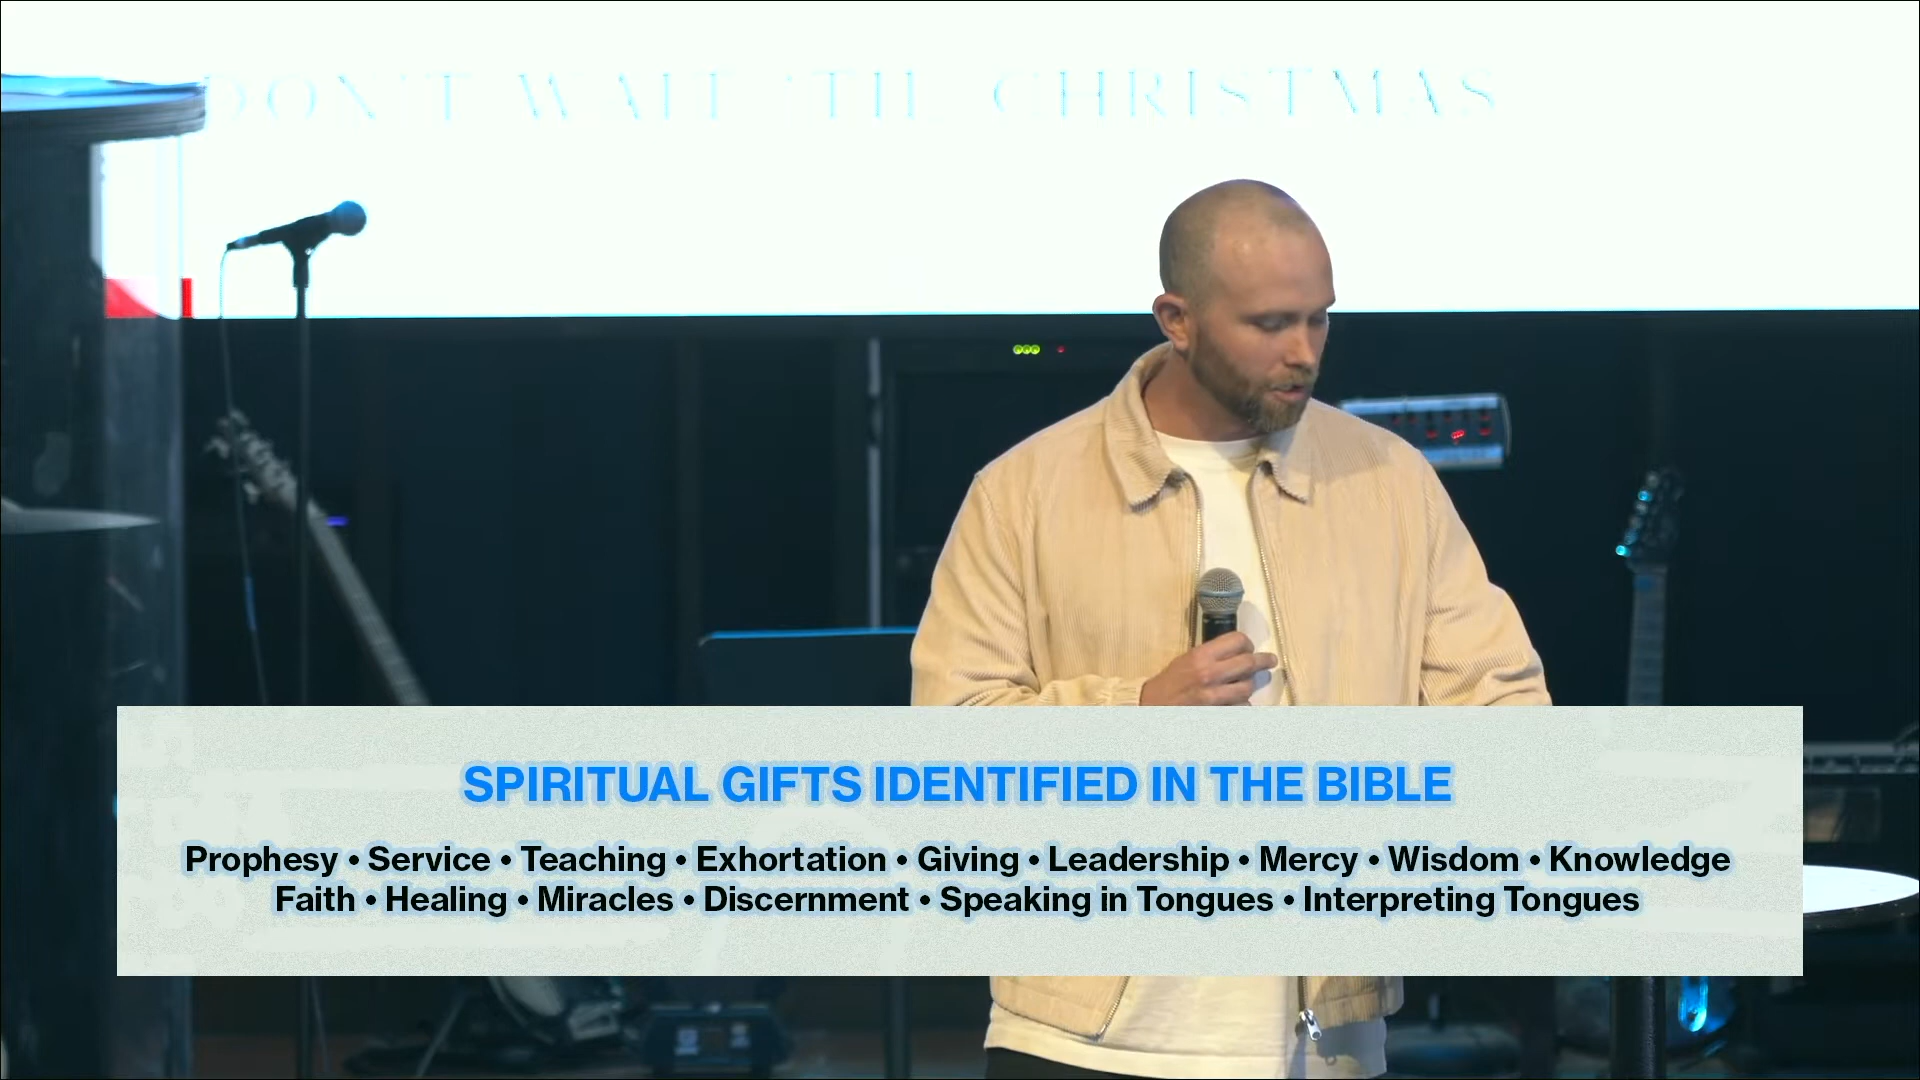 DON'T WAIT 'TIL CHRISTMAS
SPIRITUAL GIFTS IDENTIFIED IN THE BIBLE
Prophesy • Service • Teaching • Exhortation • Giving • Leadership • Mercy • Wisdom • Knowledge
Faith • Healing • Miracles • Discernment • Speaking in Tongues • Interpreting Tongues